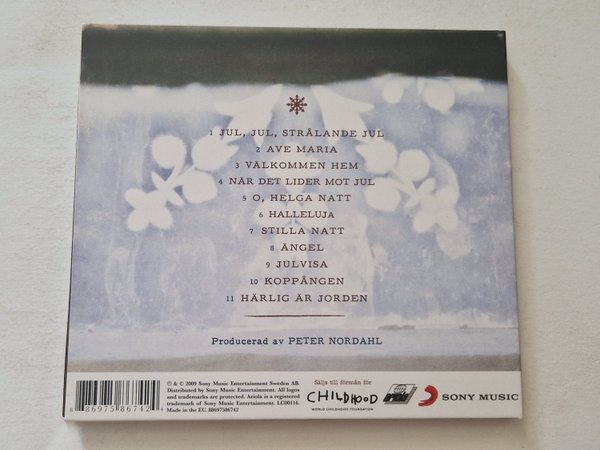 1 JUL, JUL, STRÅLANDE JUL
2 AVE MARIA
3 VÄLKOMMEN HEM
4 NÄR DET LIDER MOT JUL
5 O, HELGA NATT
6 HALLELUJA
7 STILLA NATT
8 ÄNGEL
9 JULVISA
10 KOPPÅNGEN
11 HÄRLIG ÄR JORDEN
Producerad av PETER NORDAHL
℗ & © 2009 Sony Music Entertainment Sweden AB.
Distributed by Sony Music Entertainment. All logos
and trademarks are protected. Ariola is a registered
trademark of Sony Music Entertainment. LC00116.
Made in the EU. 88697586742
8 86975 86742 4
Säljs till förmån för
CHILDHOOD
WORLD CHILDHOOD FOUNDATION
SONY MUSIC